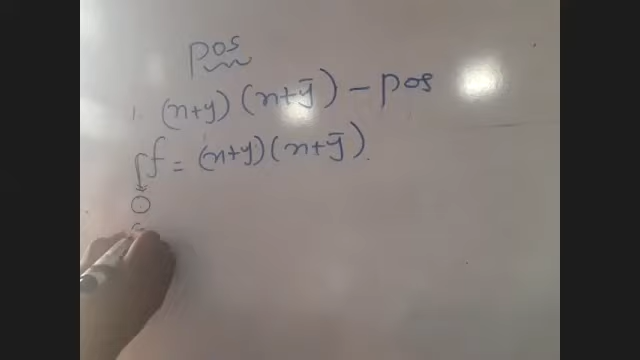 pos
1. (n+y) (n+ȳ) - pos
f = (n+y) (n+ȳ).